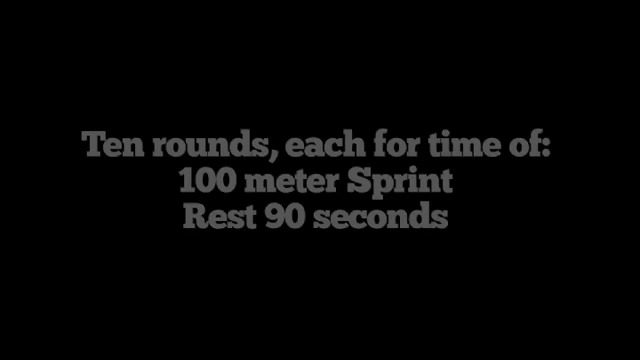 Ten rounds, each for time of:
100 meter Sprint
Rest 90 seconds